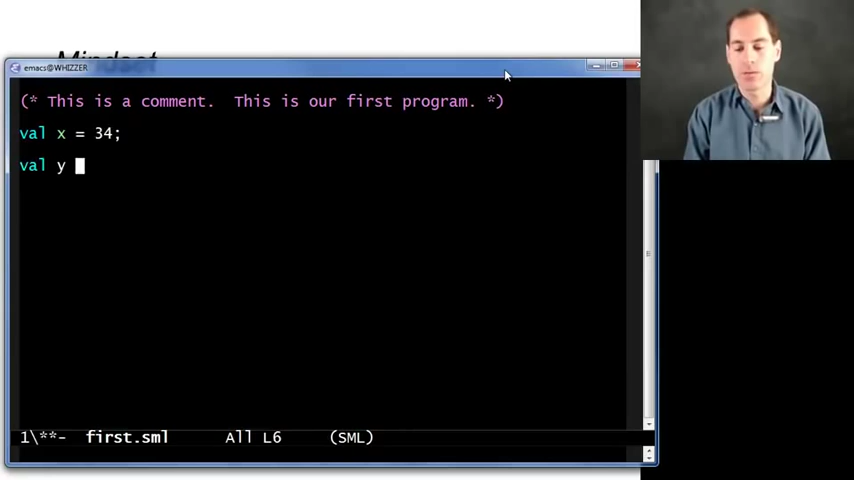 Mindset
emacs@WHIZZER
(* This is a comment.  This is our first program. *)
val x = 34;
val y
1\**-  first.sml      All L6     (SML)